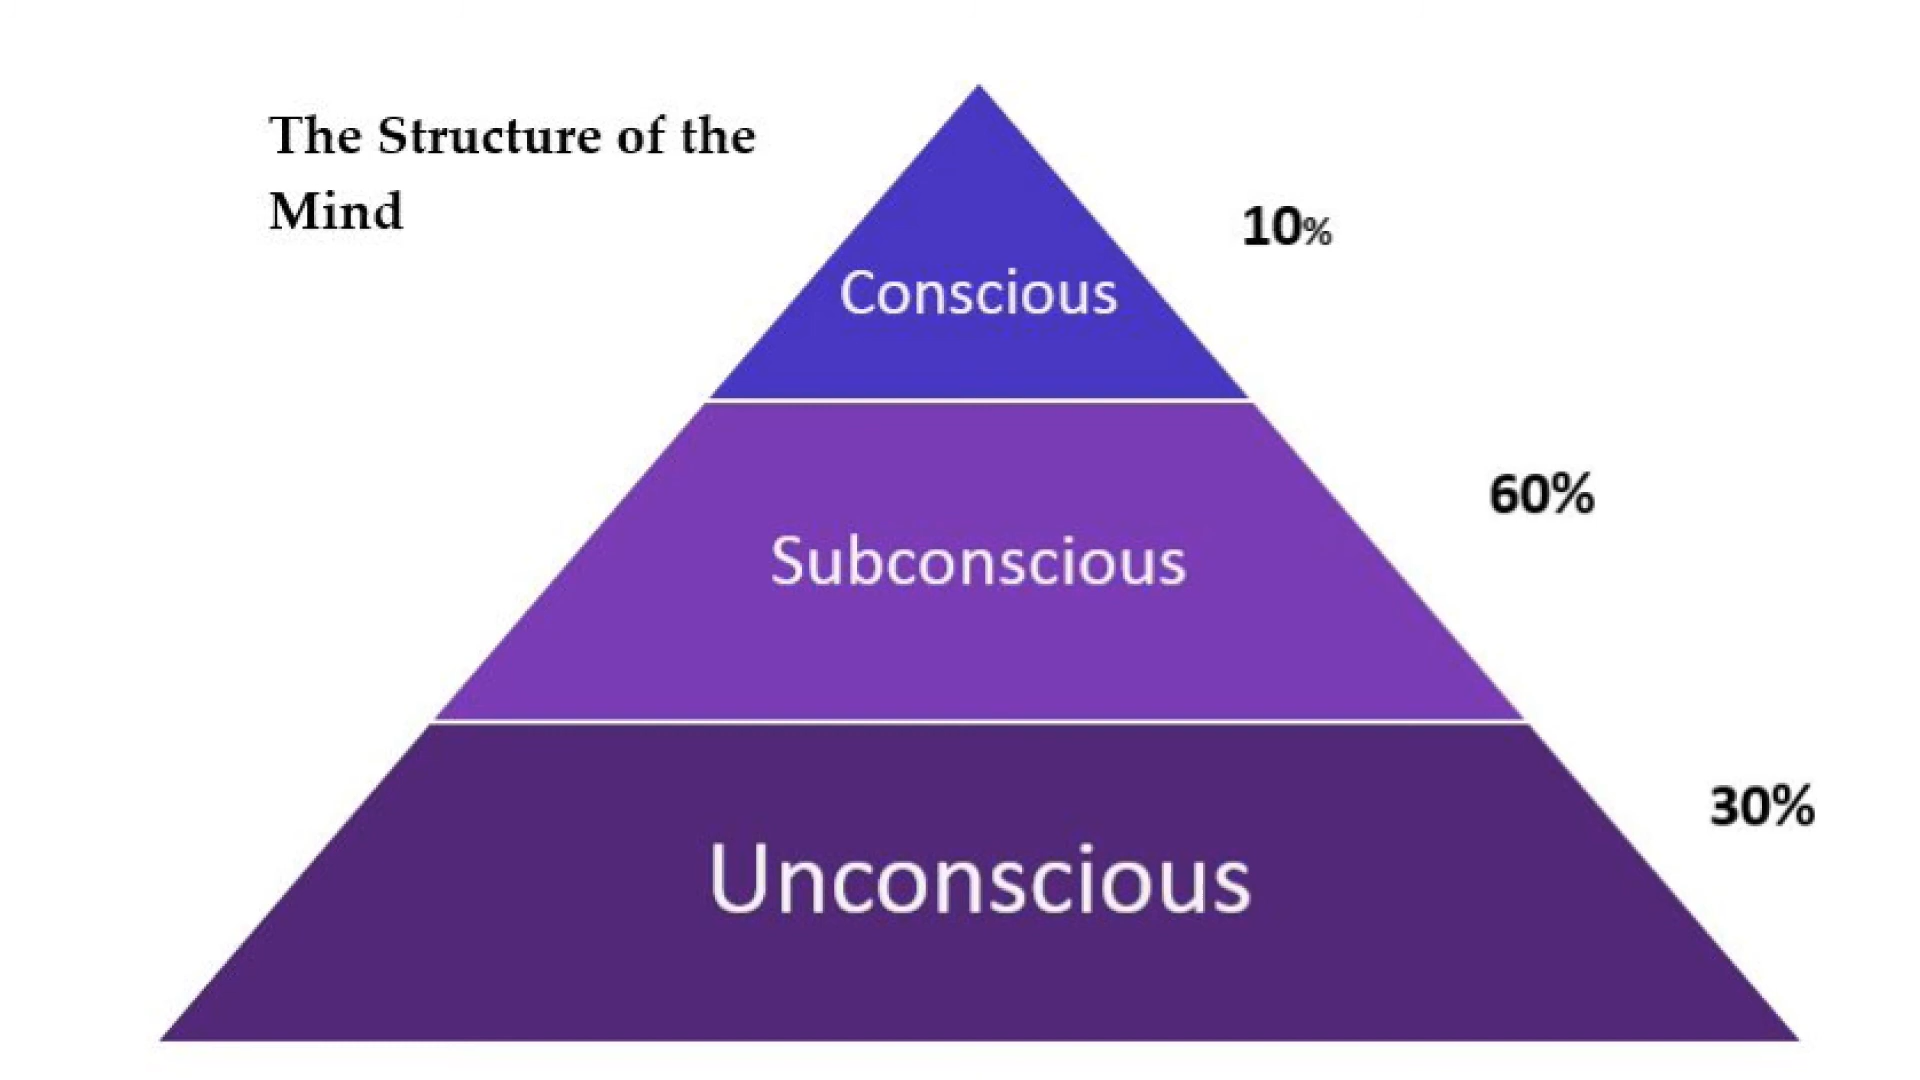 The Structure of the
Mind
10%
Conscious
60%
Subconscious
30%
Unconscious